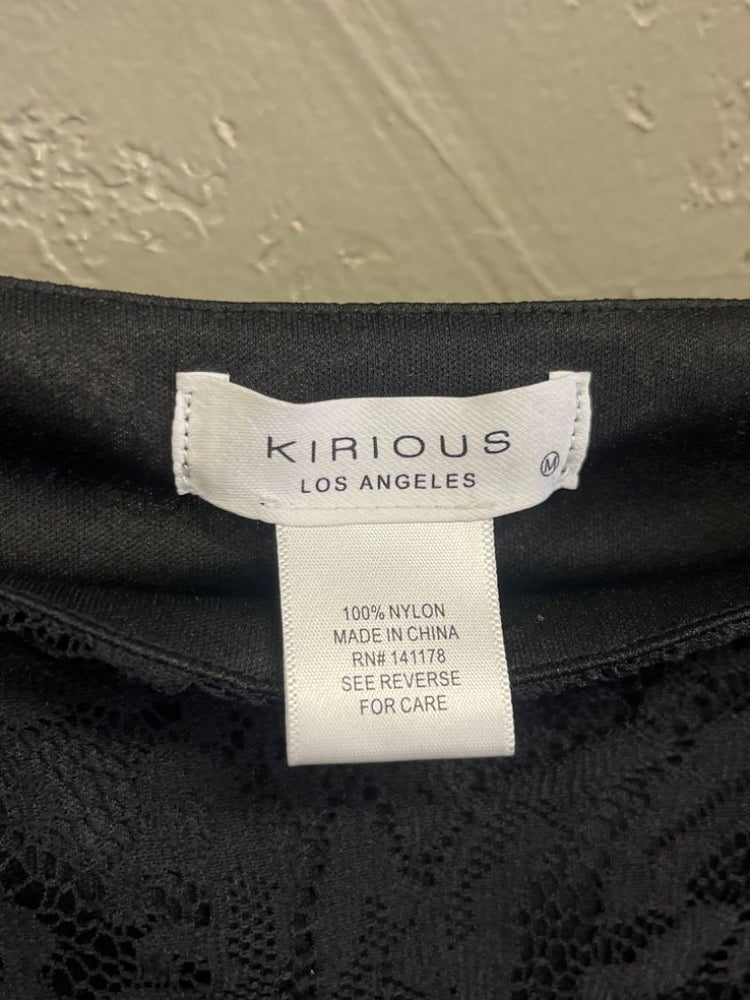 KIRIOUS
LOS ANGELES
M
100% NYLON
MADE IN CHINA
RN# 141178
SEE REVERSE
FOR CARE